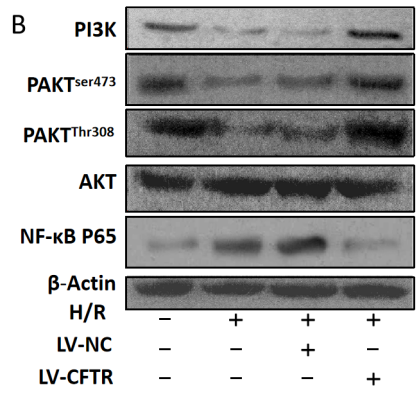 B
PI3K
PAKTser473
PAKTThr308
AKT
NF-κB P65
β-Actin
H/R − + + +
LV-NC − − + −
LV-CFTR − − − +